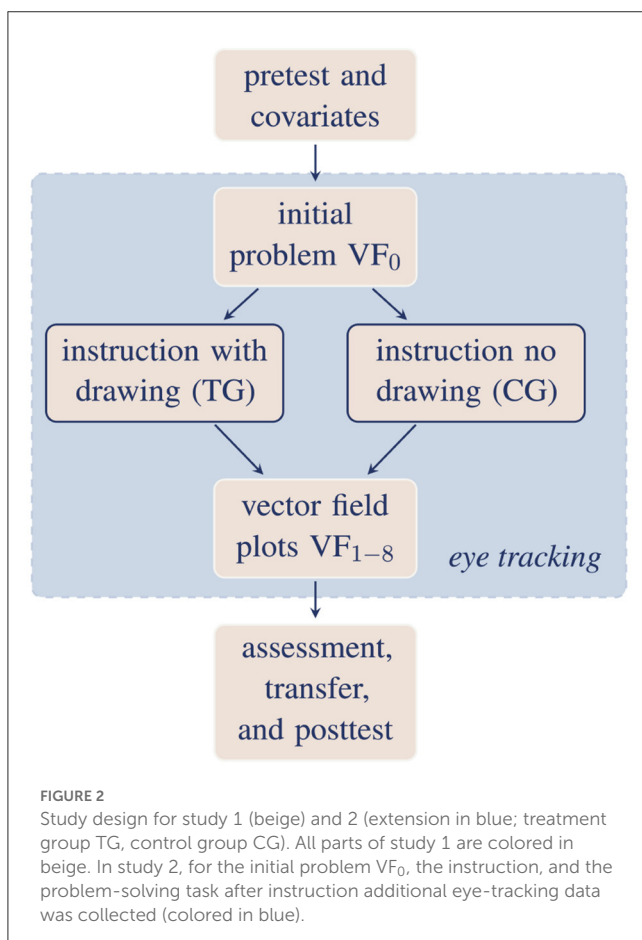 pretest and
covariates
initial
problem VF₀
instruction with
drawing (TG)
instruction no
drawing (CG)
vector field
plots VF₁₋₈
eye tracking
assessment,
transfer,
and posttest
FIGURE 2
Study design for study 1 (beige) and 2 (extension in blue; treatment
group TG, control group CG). All parts of study 1 are colored in
beige. In study 2, for the initial problem VF₀, the instruction, and the
problem-solving task after instruction additional eye-tracking data
was collected (colored in blue).